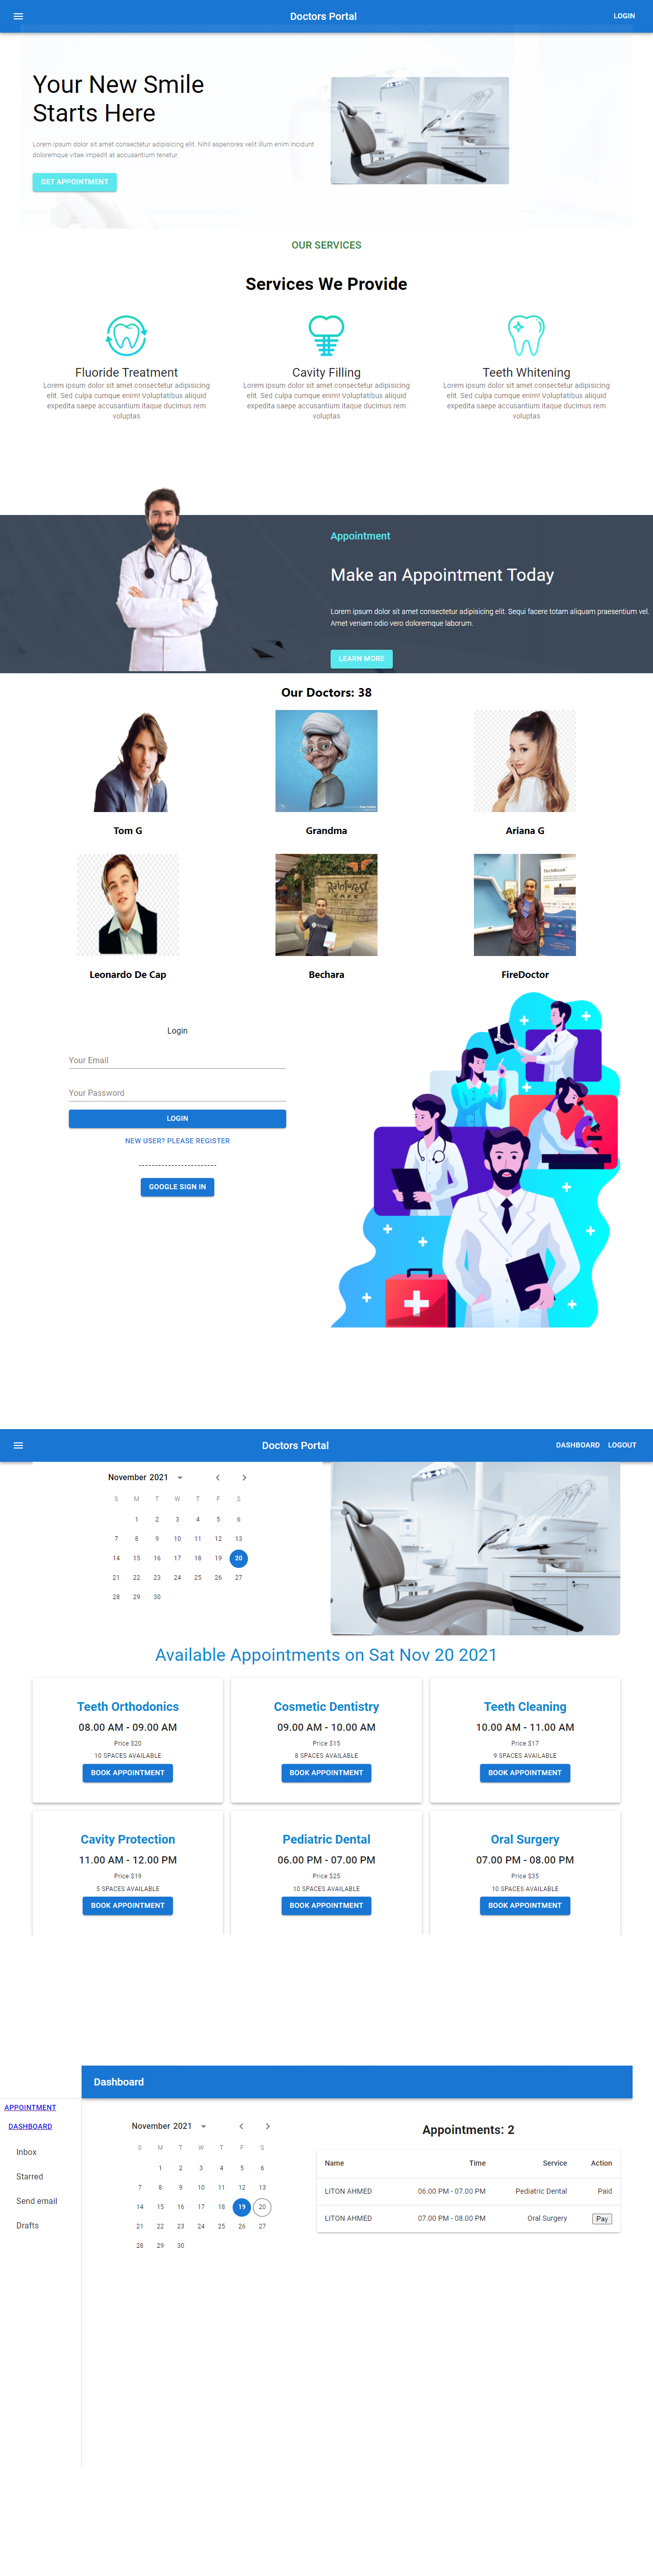 Doctors Portal
LOGIN
Your New Smile
Starts Here
Lorem ipsum dolor sit amet consectetur adipisicing elit. Nihil asperiores velit illum enim incidunt
doloremque vitae impedit at accusantium tenetur.
GET APPOINTMENT
OUR SERVICES
Services We Provide
Fluoride Treatment
Lorem ipsum dolor sit amet consectetur adipisicing
elit. Sed culpa cumque enim! Voluptatibus aliquid
expedita saepe accusantium itaque ducimus rem
voluptas
Cavity Filling
Lorem ipsum dolor sit amet consectetur adipisicing
elit. Sed culpa cumque enim! Voluptatibus aliquid
expedita saepe accusantium itaque ducimus rem
voluptas
Teeth Whitening
Lorem ipsum dolor sit amet consectetur adipisicing
elit. Sed culpa cumque enim! Voluptatibus aliquid
expedita saepe accusantium itaque ducimus rem
voluptas
Appointment
Make an Appointment Today
Lorem ipsum dolor sit amet consectetur adipisicing elit. Sequi facere totam aliquam praesentium vel.
Amet veniam odio vero doloremque laborum.
LEARN MORE
Our Doctors: 38
Tom G
Grandma
Ariana G
Rainforest
CAFE
Leonardo De Cap
Bechara
FireDoctor
Login
Your Email
Your Password
LOGIN
NEW USER? PLEASE REGISTER
------------------------
GOOGLE SIGN IN
Doctors Portal
DASHBOARD
LOGOUT
November 2021
S M T W T F S
1 2 3 4 5 6
7 8 9 10 11 12 13
14 15 16 17 18 19 20
21 22 23 24 25 26 27
28 29 30
Available Appointments on Sat Nov 20 2021
Teeth Orthodonics
08.00 AM - 09.00 AM
Price $20
10 SPACES AVAILABLE
BOOK APPOINTMENT
Cosmetic Dentistry
09.00 AM - 10.00 AM
Price $15
8 SPACES AVAILABLE
BOOK APPOINTMENT
Teeth Cleaning
10.00 AM - 11.00 AM
Price $17
9 SPACES AVAILABLE
BOOK APPOINTMENT
Cavity Protection
11.00 AM - 12.00 PM
Price $19
5 SPACES AVAILABLE
BOOK APPOINTMENT
Pediatric Dental
06.00 PM - 07.00 PM
Price $25
10 SPACES AVAILABLE
BOOK APPOINTMENT
Oral Surgery
07.00 PM - 08.00 PM
Price $35
10 SPACES AVAILABLE
BOOK APPOINTMENT
Dashboard
APPOINTMENT
DASHBOARD
Inbox
Starred
Send email
Drafts
November 2021
S M T W T F S
1 2 3 4 5 6
7 8 9 10 11 12 13
14 15 16 17 18 19 20
21 22 23 24 25 26 27
28 29 30
Appointments: 2
Name Time Service Action
LITON AHMED 06.00 PM - 07.00 PM Pediatric Dental Paid
LITON AHMED 07.00 PM - 08.00 PM Oral Surgery Pay